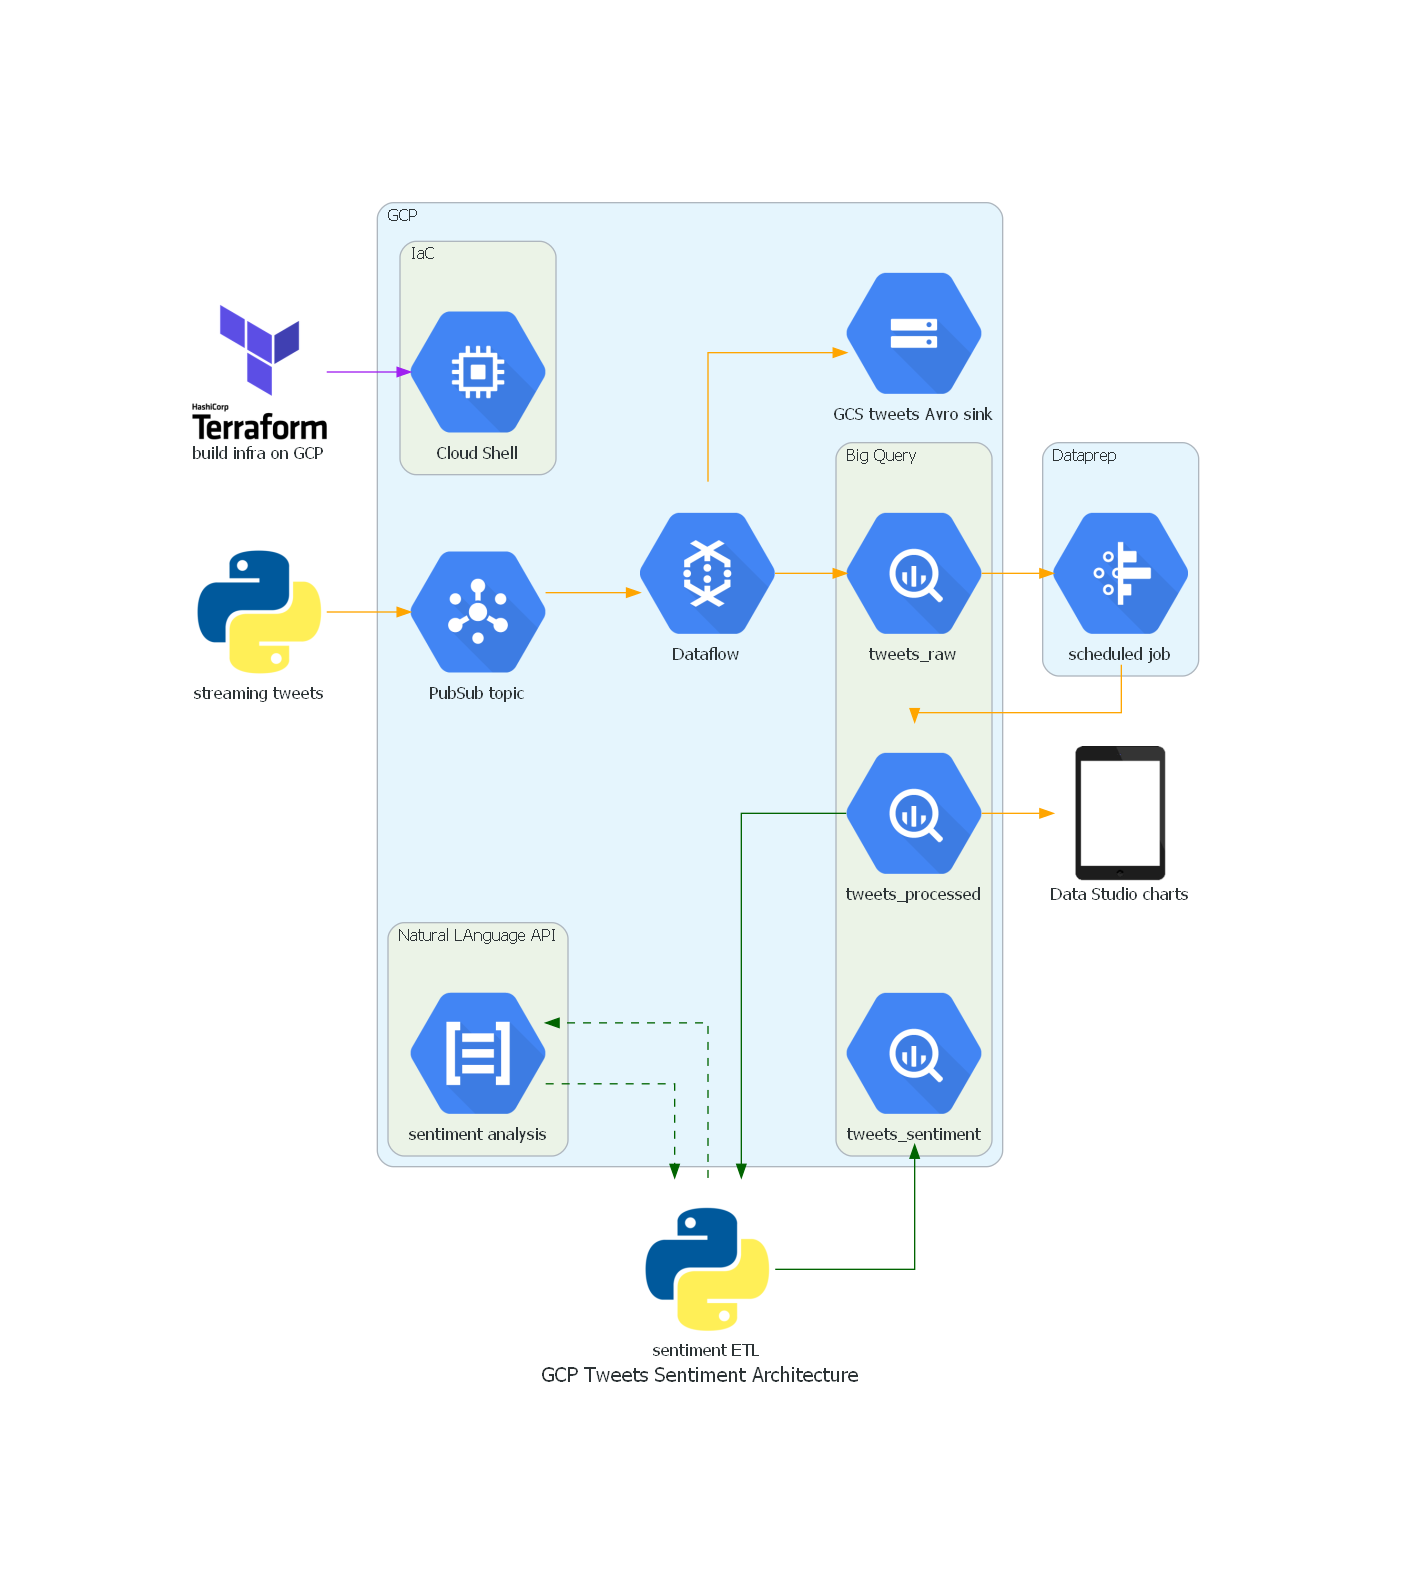 GCP
IaC
HashiCorp
Terraform
build infra on GCP
Cloud Shell
GCS tweets Avro sink
Big Query
Dataprep
streaming tweets
PubSub topic
Dataflow
tweets_raw
scheduled job
tweets_processed
Data Studio charts
Natural LAnguage API
sentiment analysis
tweets_sentiment
sentiment ETL
GCP Tweets Sentiment Architecture